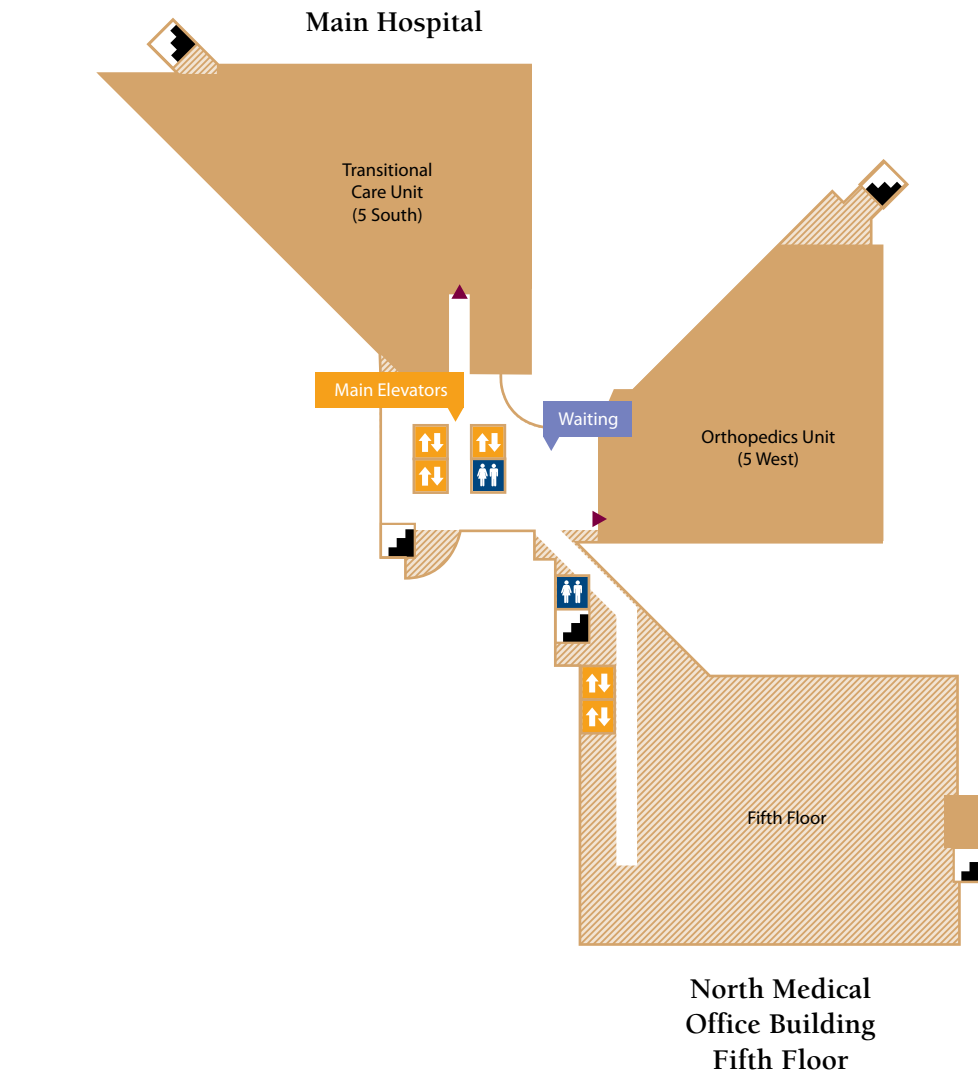 Main Hospital
Transitional
Care Unit
(5 South)
Main Elevators
Waiting
Orthopedics Unit
(5 West)
Fifth Floor
North Medical
Office Building
Fifth Floor